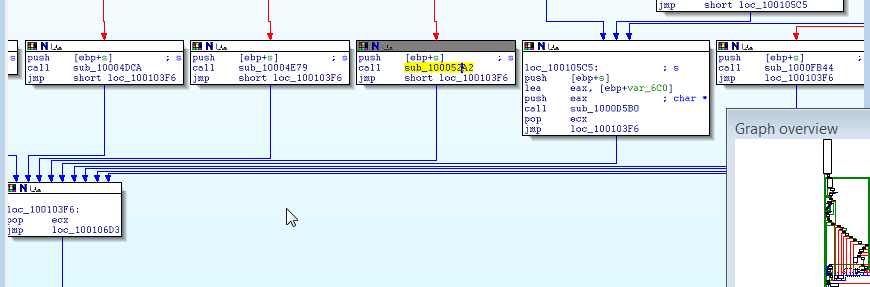 jmp short loc_100105C5
push [ebp+s] ; s
call sub_10004DCA
jmp short loc_100103F6
push [ebp+s] ; s
call sub_10004E79
jmp short loc_100103F6
push [ebp+s] ; s
call sub_100052A2
jmp short loc_100103F6
loc_100105C5: ; s
push [ebp+s]
lea eax, [ebp+var_6C0]
push eax ; char *
call sub_1000D5B0
pop ecx
jmp loc_100103F6
push [ebp+s] ; s
call sub_1000FB44
jmp short loc_100103F6
loc_100103F6:
pop ecx
jmp loc_100106D3
Graph overview